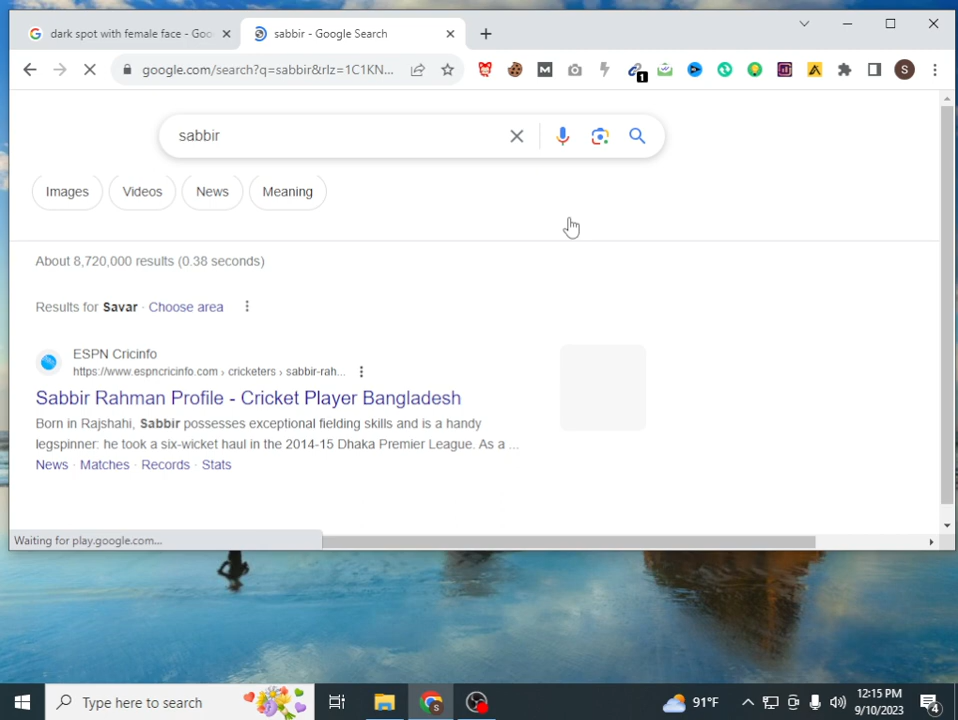 dark spot with female face - Goo
sabbir - Google Search
google.com/search?q=sabbir&rlz=1C1KN...
1
S
sabbir
Images
Videos
News
Meaning
About 8,720,000 results (0.38 seconds)
Results for Savar · Choose area
ESPN Cricinfo
https://www.espncricinfo.com › cricketers › sabbir-rah...
Sabbir Rahman Profile - Cricket Player Bangladesh
Born in Rajshahi, Sabbir possesses exceptional fielding skills and is a handy
legspinner: he took a six-wicket haul in the 2014-15 Dhaka Premier League. As a ...
News · Matches · Records · Stats
Waiting for play.google.com...
Type here to search
91°F
12:15 PM
9/10/2023
4